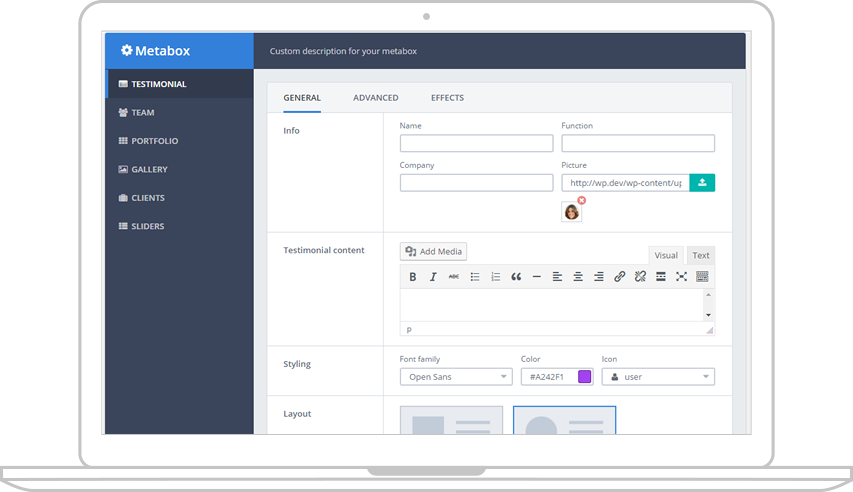 Metabox
Custom description for your metabox
TESTIMONIAL
TEAM
PORTFOLIO
GALLERY
CLIENTS
SLIDERS
GENERAL ADVANCED EFFECTS
Info
Name Function
Company Picture
http://wp.dev/wp-content/up
Testimonial content
Add Media
Visual Text
B I ABC
p
Styling
Font family Color Icon
Open Sans #A242F1 user
Layout